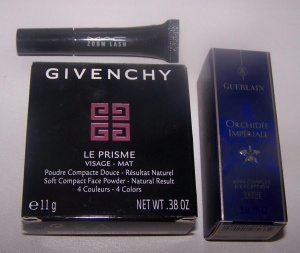 MAC
ZOOM LASH
GIVENCHY
LE PRISME
VISAGE - MAT
Poudre Compacte Douce - Résultat Naturel
Soft Compact Face Powder - Natural Result
4 Couleurs - 4 Colors
e 11 g
NET WT. .38 OZ
GUERLAIN
ORCHIDÉE
IMPÉRIALE